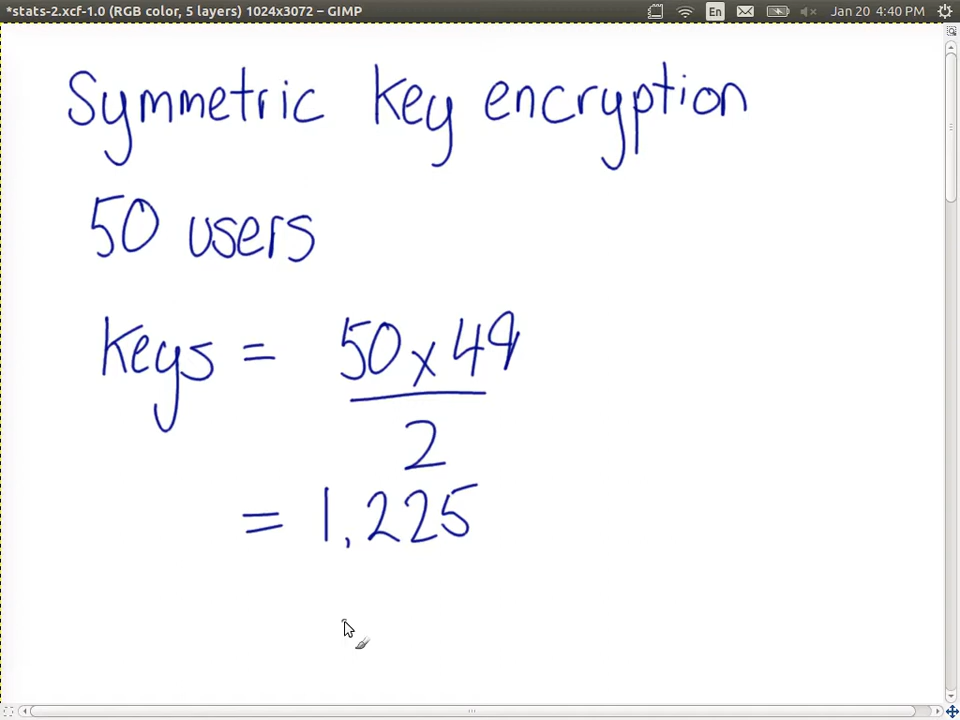 *stats-2.xcf-1.0 (RGB color, 5 layers) 1024x3072 – GIMP
En
Jan 20 4:40 PM
Symmetric key encryption
50 users
keys = 50 x 49
2
= 1,225